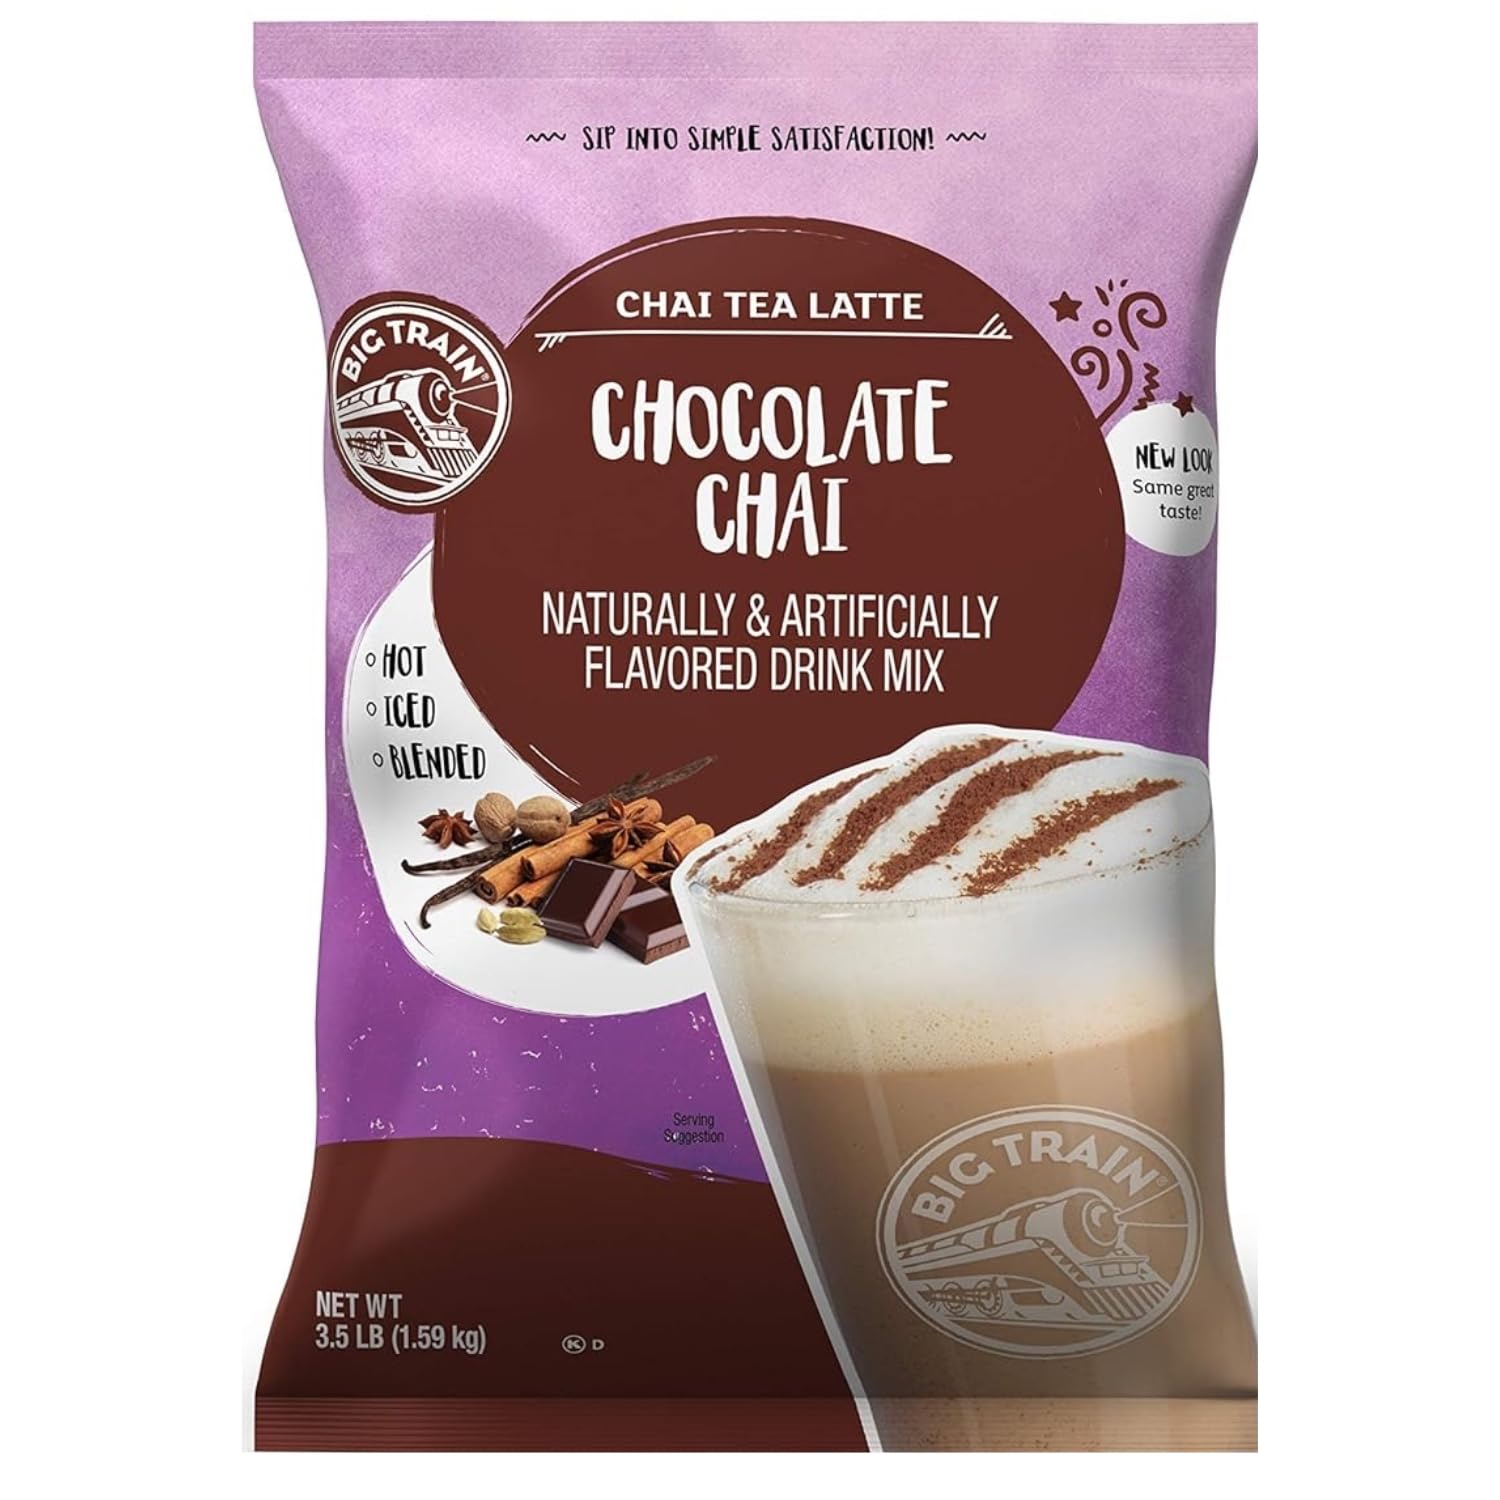 SIP INTO SIMPLE SATISFACTION!
CHAI TEA LATTE
BIG TRAIN®
CHOCOLATE
CHAI
NEW LOOK
Same great
taste!
NATURALLY & ARTIFICIALLY
FLAVORED DRINK MIX
HOT
ICED
BLENDED
Serving
Suggestion
BIG TRAIN®
NET WT
3.5 LB (1.59 kg)
K D